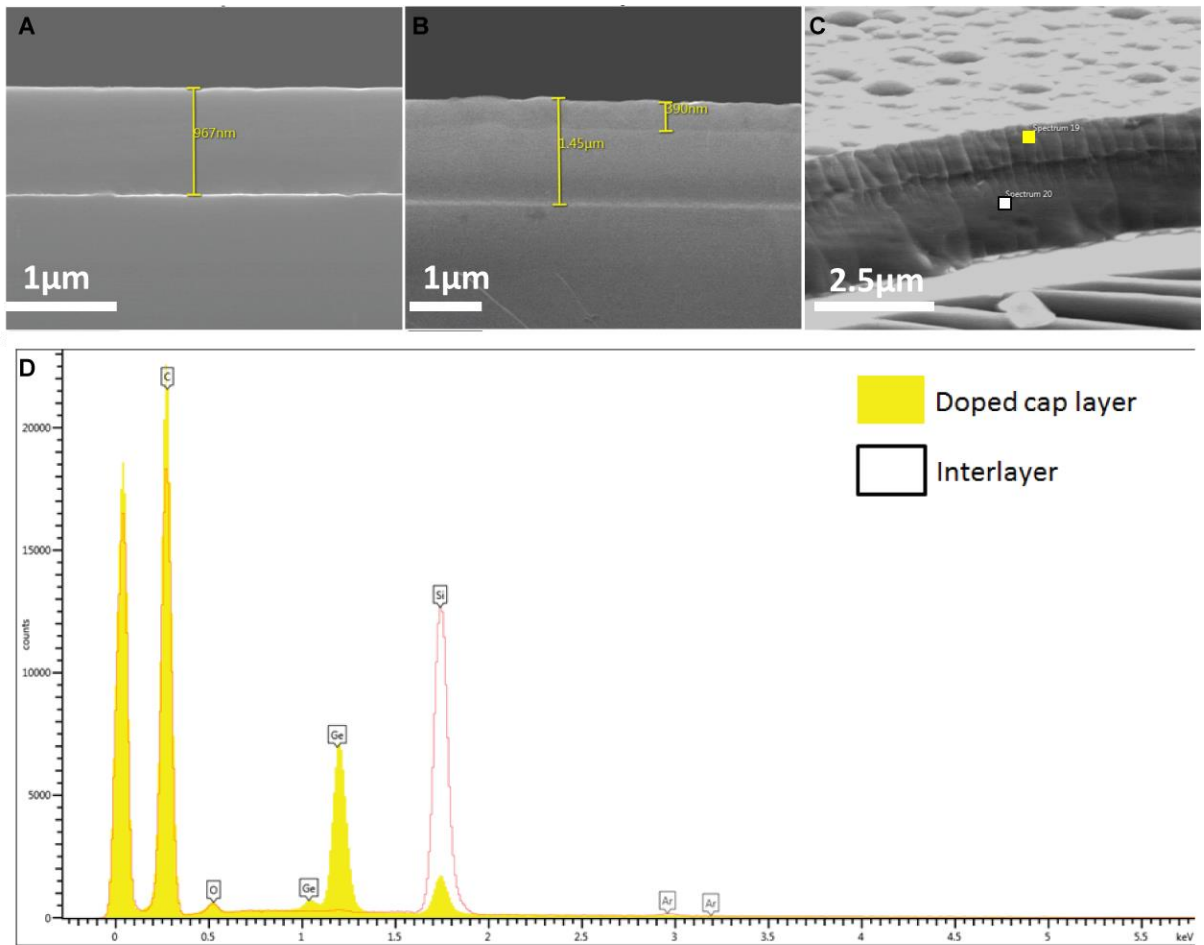 A
967nm
1μm
B
390nm
1.45μm
1μm
C
Spectrum 19
Spectrum 20
2.5μm
D
C
Doped cap layer
Interlayer
20000
15000
Si
Ge
counts
10000
5000
O
Ge
Ar
Ar
0
0
0.5
1
1.5
2
2.5
3
3.5
4
4.5
5
5.5
keV